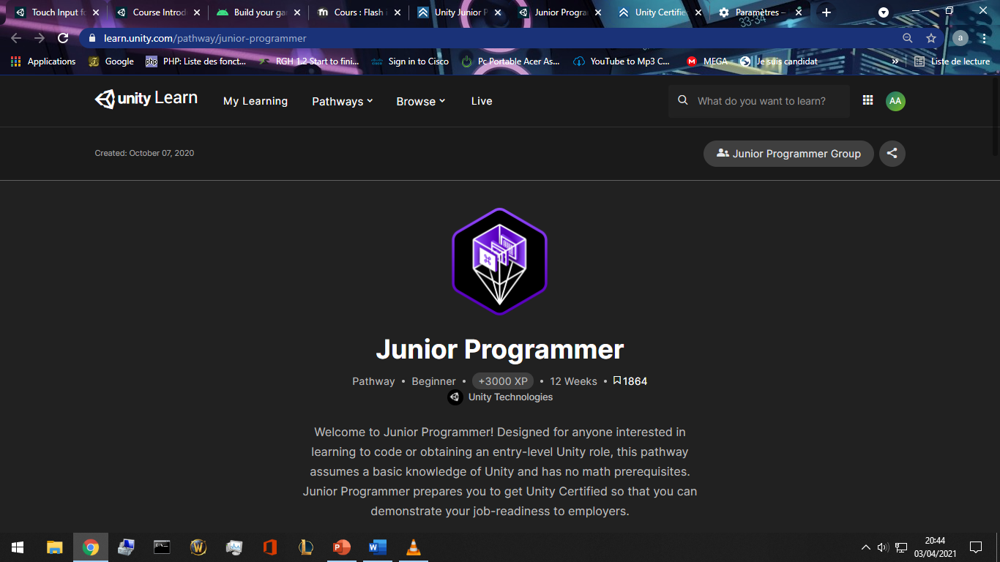 Touch Input fo
Course Introd
Build your ga
Cours : Flash
Unity Junior P
Junior Progra
Unity Certifie
Paramètres –
learn.unity.com/pathway/junior-programmer
a
Applications
Google
PHP: Liste des fonct...
RGH 1.2 Start to fini...
Sign in to Cisco
Pc Portable Acer As...
YouTube to Mp3 C...
MEGA
Je suis candidat
»
Liste de lecture
unity Learn
My Learning
Pathways
Browse
Live
What do you want to learn?
AA
Created: October 07, 2020
Junior Programmer Group
Junior Programmer
Pathway • Beginner • +3000 XP • 12 Weeks • 1864
Unity Technologies
Welcome to Junior Programmer! Designed for anyone interested in
learning to code or obtaining an entry-level Unity role, this pathway
assumes a basic knowledge of Unity and has no math prerequisites.
Junior Programmer prepares you to get Unity Certified so that you can
demonstrate your job-readiness to employers.
20:44
03/04/2021